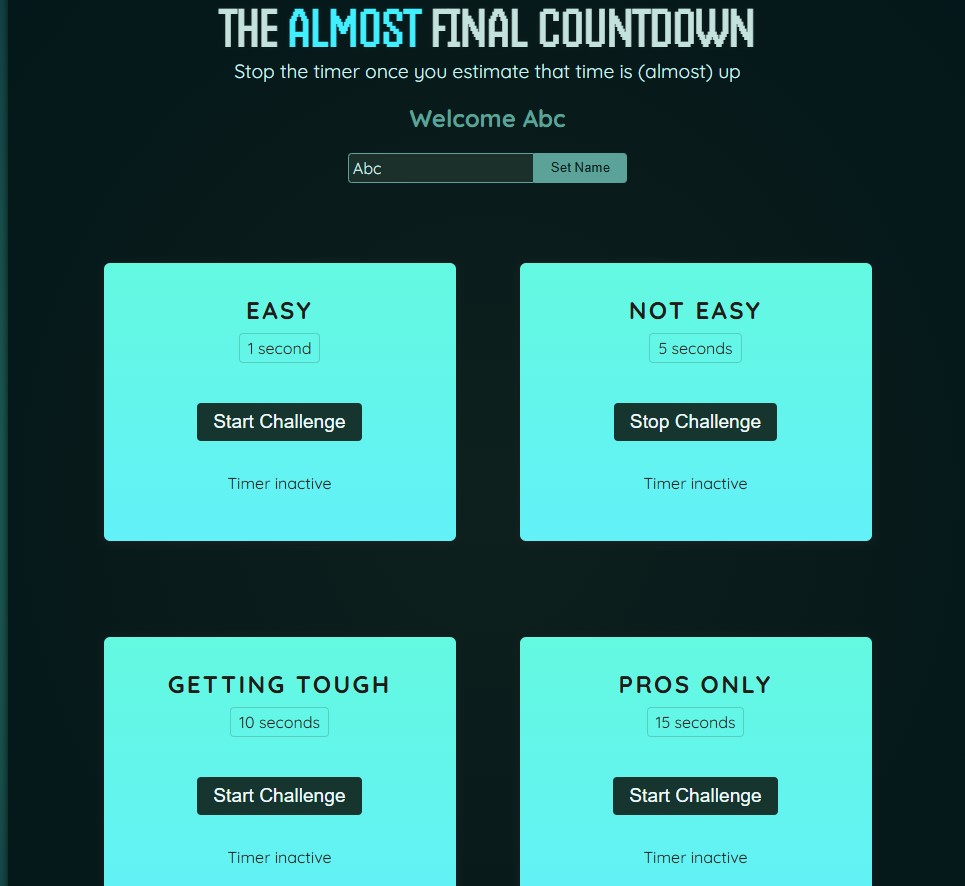 THE ALMOST FINAL COUNTDOWN
Stop the timer once you estimate that time is (almost) up
Welcome Abc
Abc
Set Name
EASY
1 second
Start Challenge
Timer inactive
NOT EASY
5 seconds
Stop Challenge
Timer inactive
GETTING TOUGH
10 seconds
Start Challenge
Timer inactive
PROS ONLY
15 seconds
Start Challenge
Timer inactive